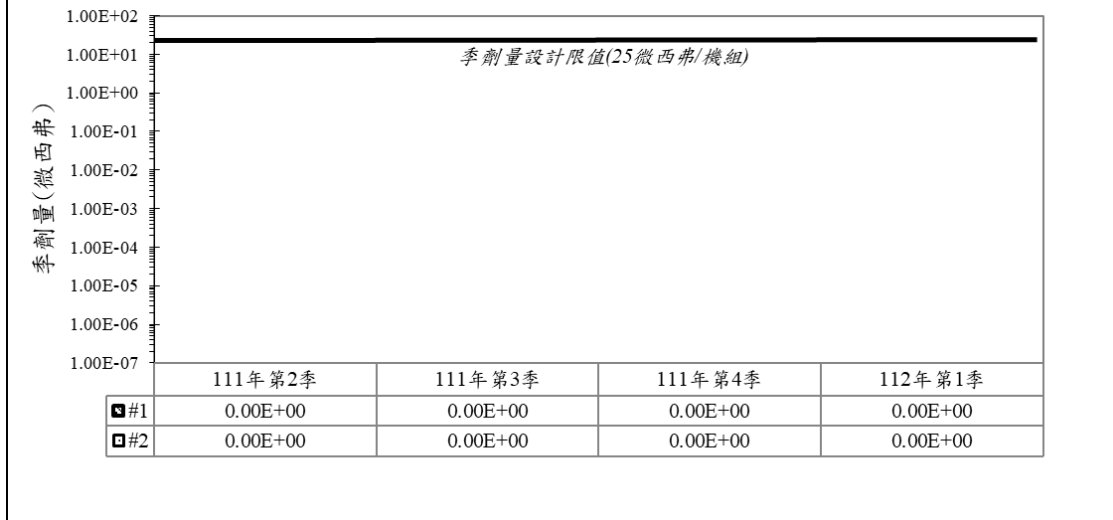 1.00E+02
1.00E+01
1.00E+00
1.00E-01
1.00E-02
1.00E-03
1.00E-04
1.00E-05
1.00E-06
1.00E-07
季劑量(微西弗)
季劑量設計限值(25微西弗/機組)
111年第2季 111年第3季 111年第4季 112年第1季
#1 0.00E+00 0.00E+00 0.00E+00 0.00E+00
#2 0.00E+00 0.00E+00 0.00E+00 0.00E+00